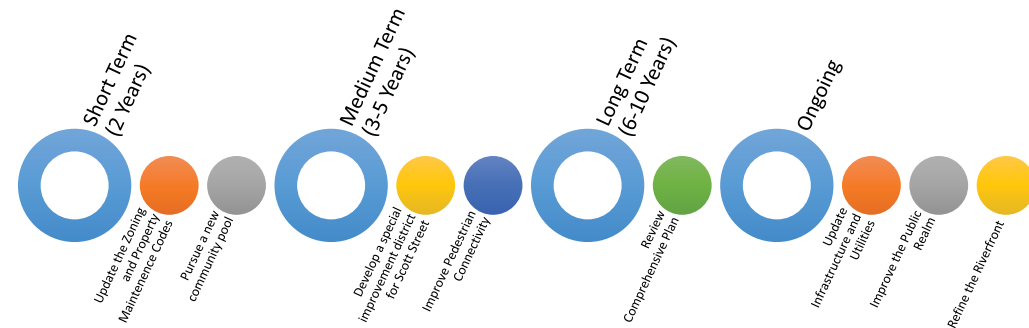 Short Term
(2 Years)
Update the Zoning
and Property
Maintenence Codes
Pursue a new
community pool
Medium Term
(3-5 Years)
Develop a special
improvement district
for Scott Street
Improve Pedestrian
Connectivity
Long Term
(6-10 Years)
Review
Comprehensive Plan
Ongoing
Update
Infrastructure and
Utilities
Improve the Public
Realm
Refine the Riverfront